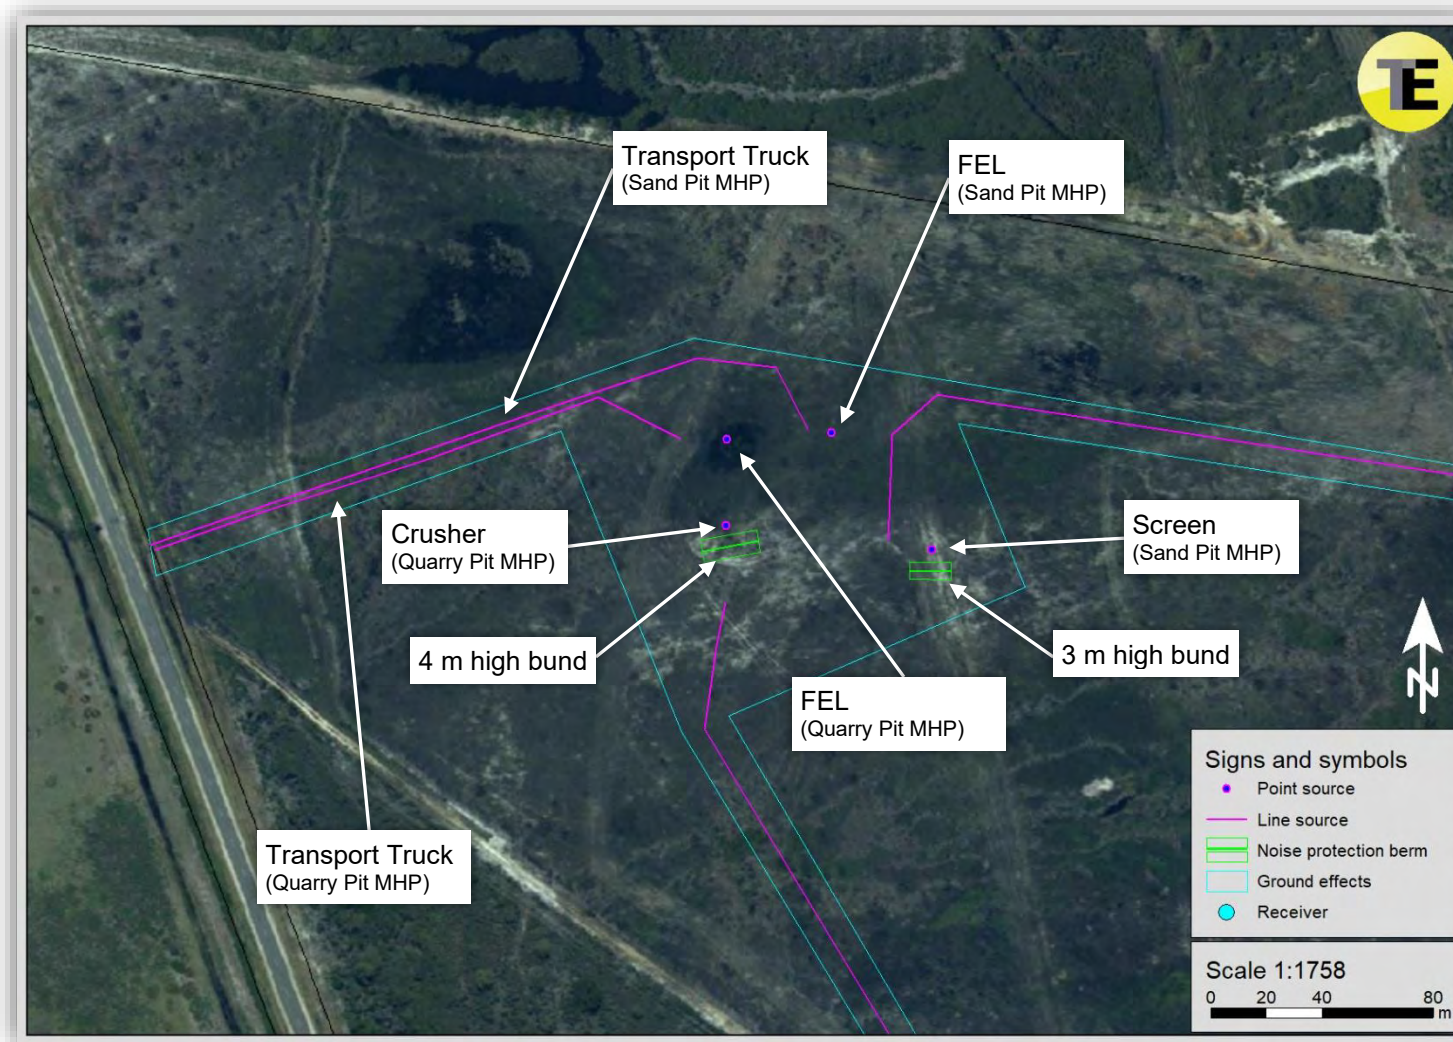 TE
Transport Truck
(Sand Pit MHP)
FEL
(Sand Pit MHP)
Crusher
(Quarry Pit MHP)
Screen
(Sand Pit MHP)
4 m high bund
3 m high bund
FEL
(Quarry Pit MHP)
Transport Truck
(Quarry Pit MHP)
N
Signs and symbols
Point source
Line source
Noise protection berm
Ground effects
Receiver
Scale 1:1758
0 20 40 80
m